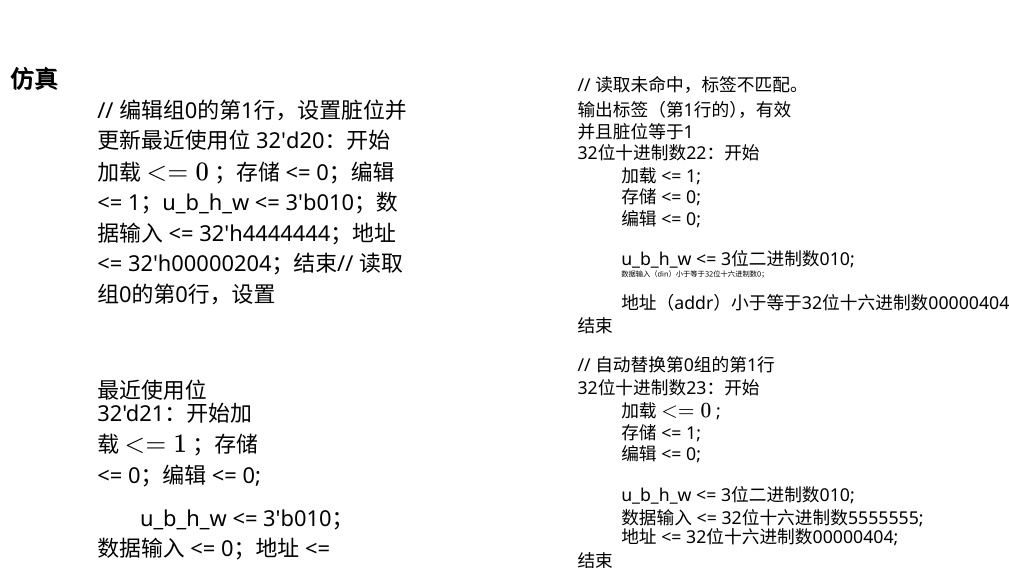 仿真
// 编辑组0的第1行，设置脏位并
更新最近使用位 32'd20：开始
加载 <= 0；存储 <= 0；编辑
<= 1；u_b_h_w <= 3'b010；数
据输入 <= 32'h4444444；地址
<= 32'h00000204；结束// 读取
组0的第0行，设置
最近使用位
32'd21：开始加
载 <= 1；存储
<= 0；编辑 <= 0;
u_b_h_w <= 3'b010；
数据输入 <= 0；地址 <=
// 读取未命中，标签不匹配。
输出标签（第1行的），有效
并且脏位等于1
32位十进制数22：开始
加载 <= 1;
存储 <= 0;
编辑 <= 0;
u_b_h_w <= 3位二进制数010;
数据输入（din）小于等于32位十六进制数0；
地址（addr）小于等于32位十六进制数00000404
结束
// 自动替换第0组的第1行
32位十进制数23：开始
加载 <= 0；
存储 <= 1;
编辑 <= 0;
u_b_h_w <= 3位二进制数010;
数据输入 <= 32位十六进制数5555555;
地址 <= 32位十六进制数00000404;
结束